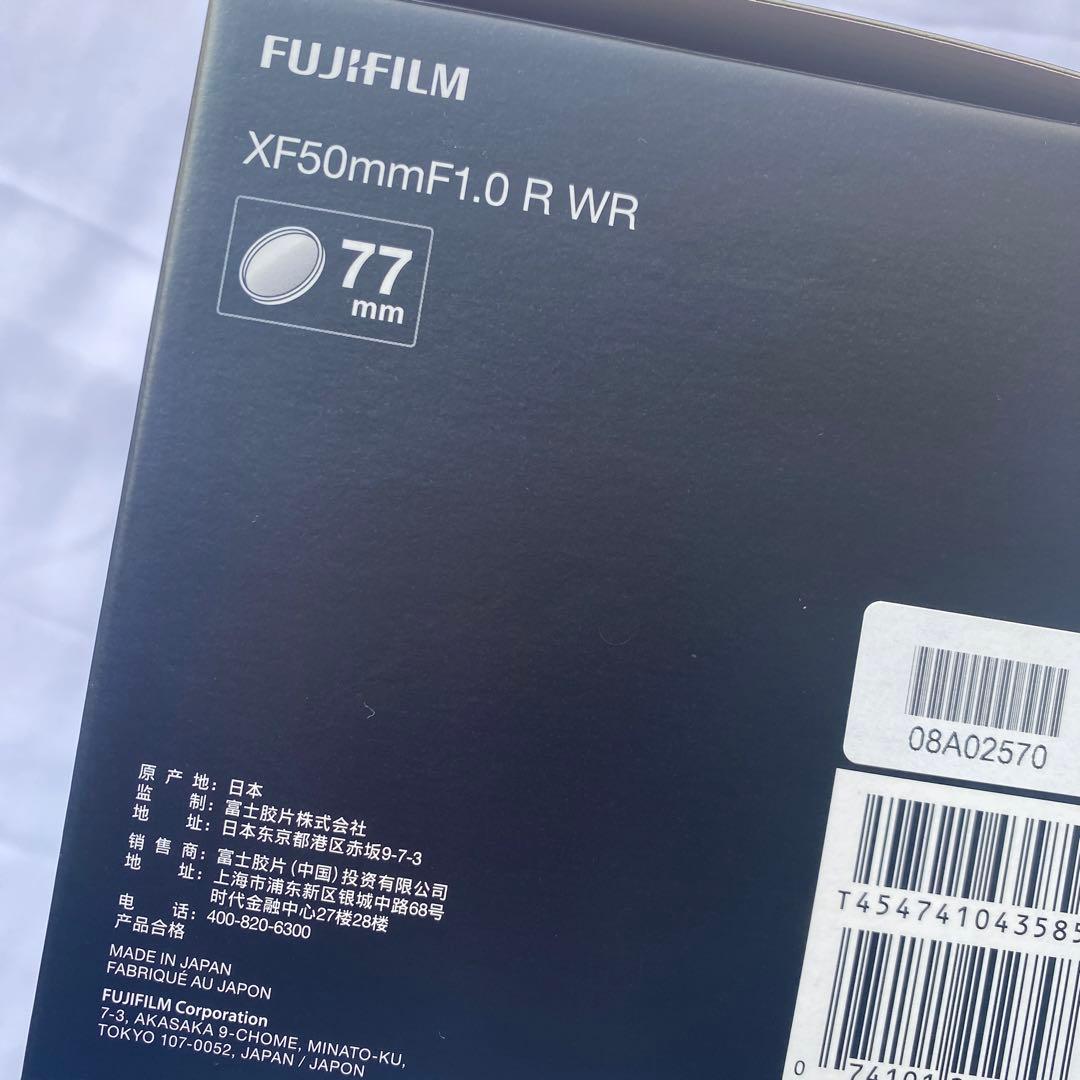 FUJIFILM
XF50mmF1.0 R WR
77
mm
08A02570
T4547410435
原产地：日本
监制：富士胶片株式会社
地址：日本东京都港区赤坂9-7-3
销售商：富士胶片（中国）投资有限公司
地址：上海市浦东新区银城中路68号
时代金融中心27楼28楼
电话：400-820-6300
产品合格
MADE IN JAPAN
FABRIQUÉ AU JAPON
FUJIFILM Corporation
7-3, AKASAKA 9-CHOME, MINATO-KU,
TOKYO 107-0052, JAPAN / JAPON